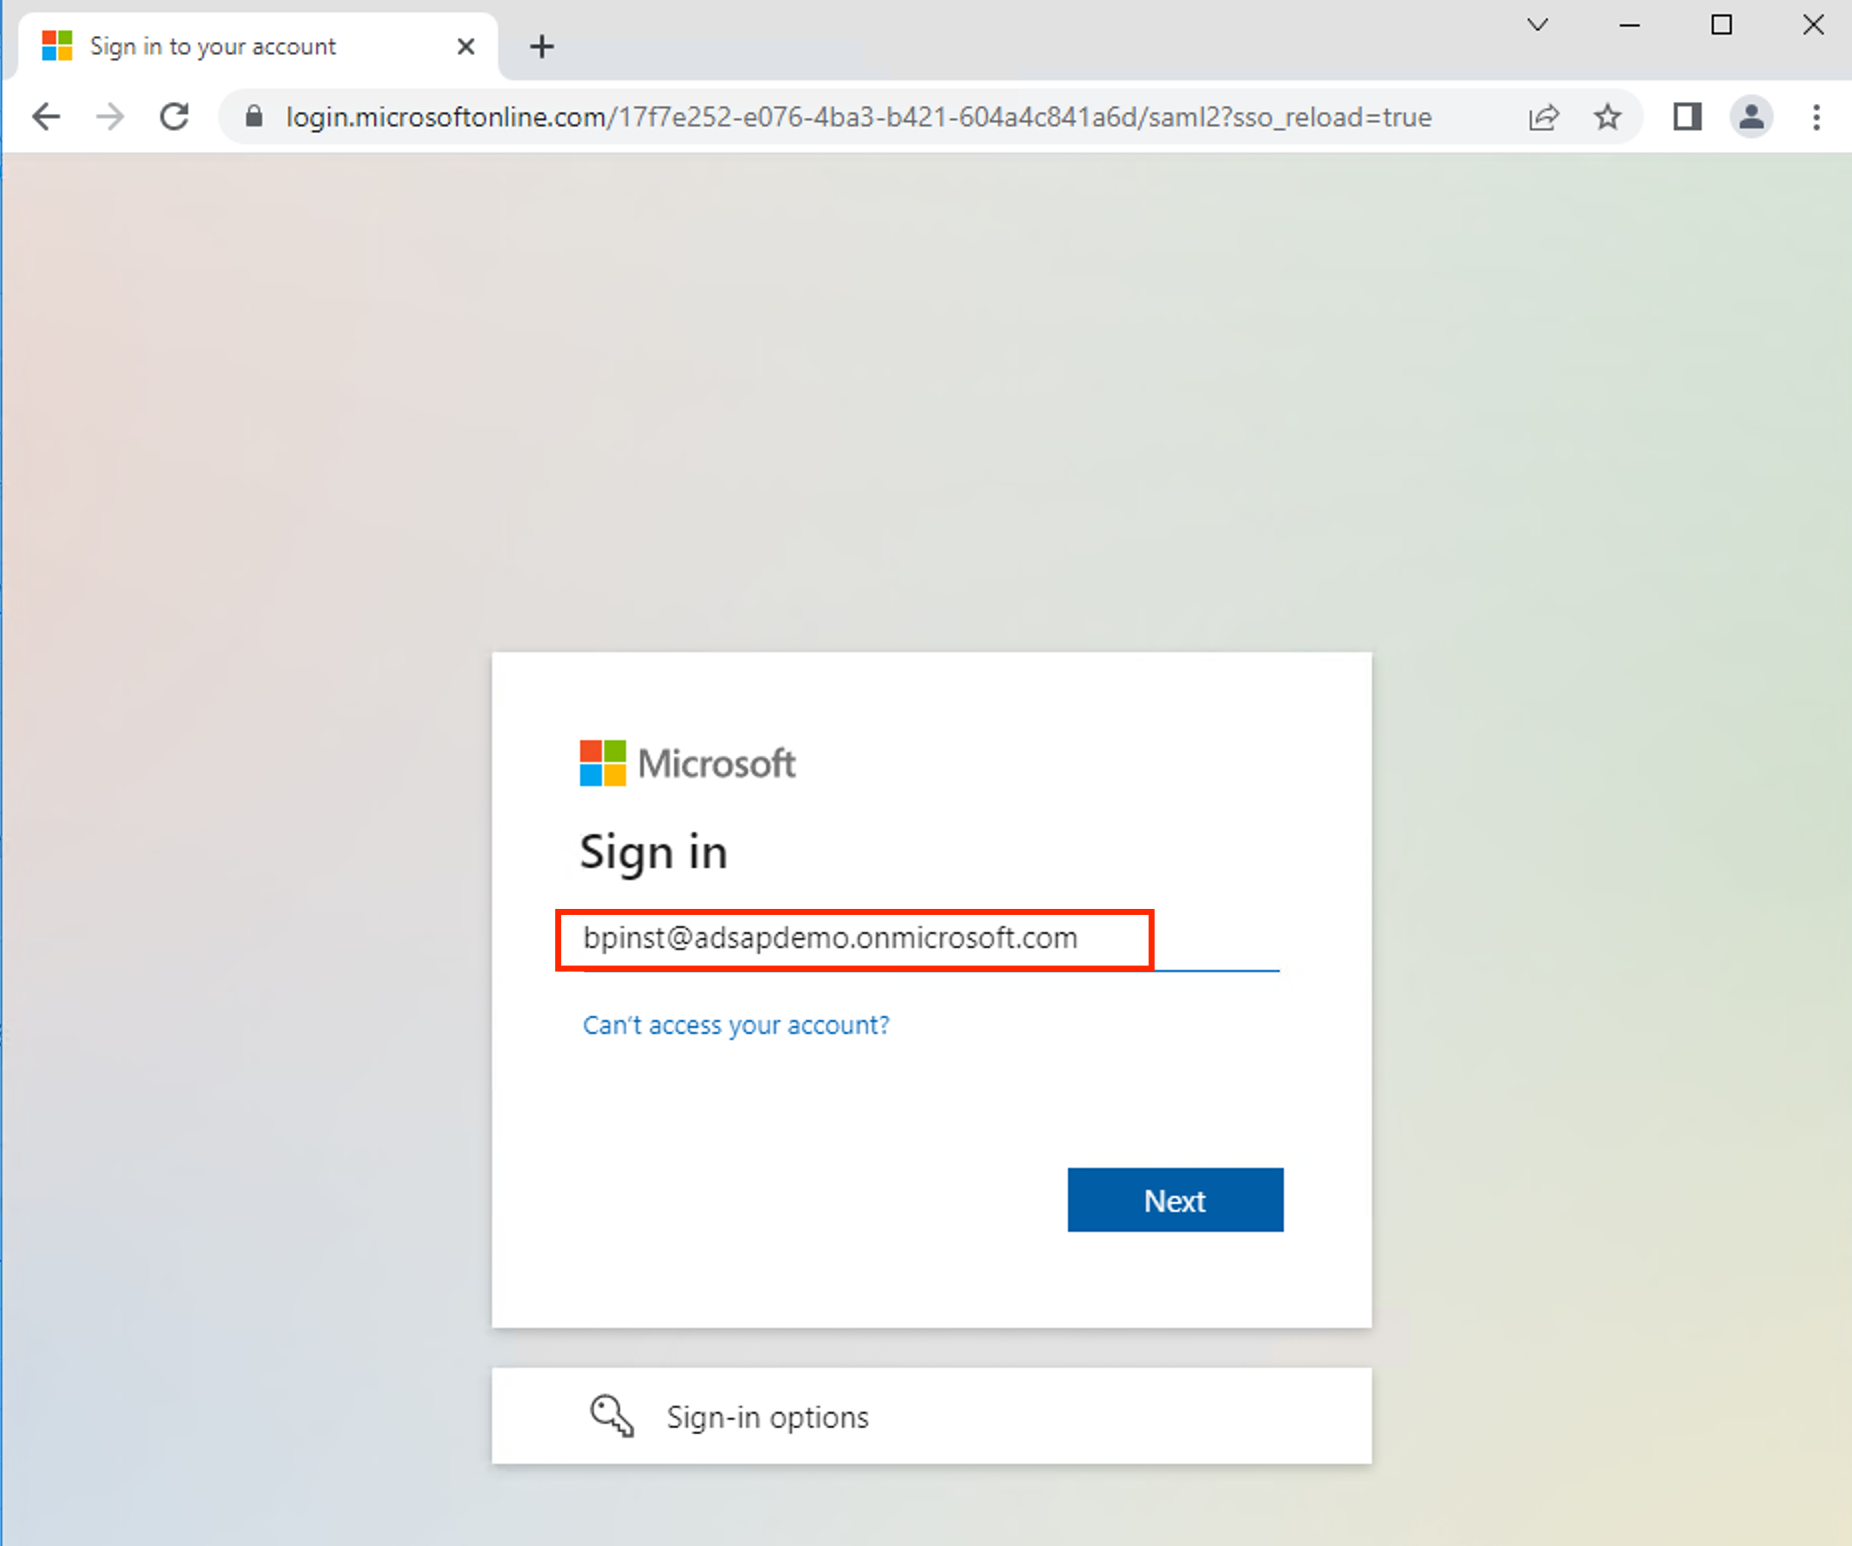 Sign in to your account
login.microsoftonline.com/17f7e252-e076-4ba3-b421-604a4c841a6d/saml2?sso_reload=true
Microsoft
Sign in
bpinst@adsapdemo.onmicrosoft.com
Can't access your account?
Next
Sign-in options